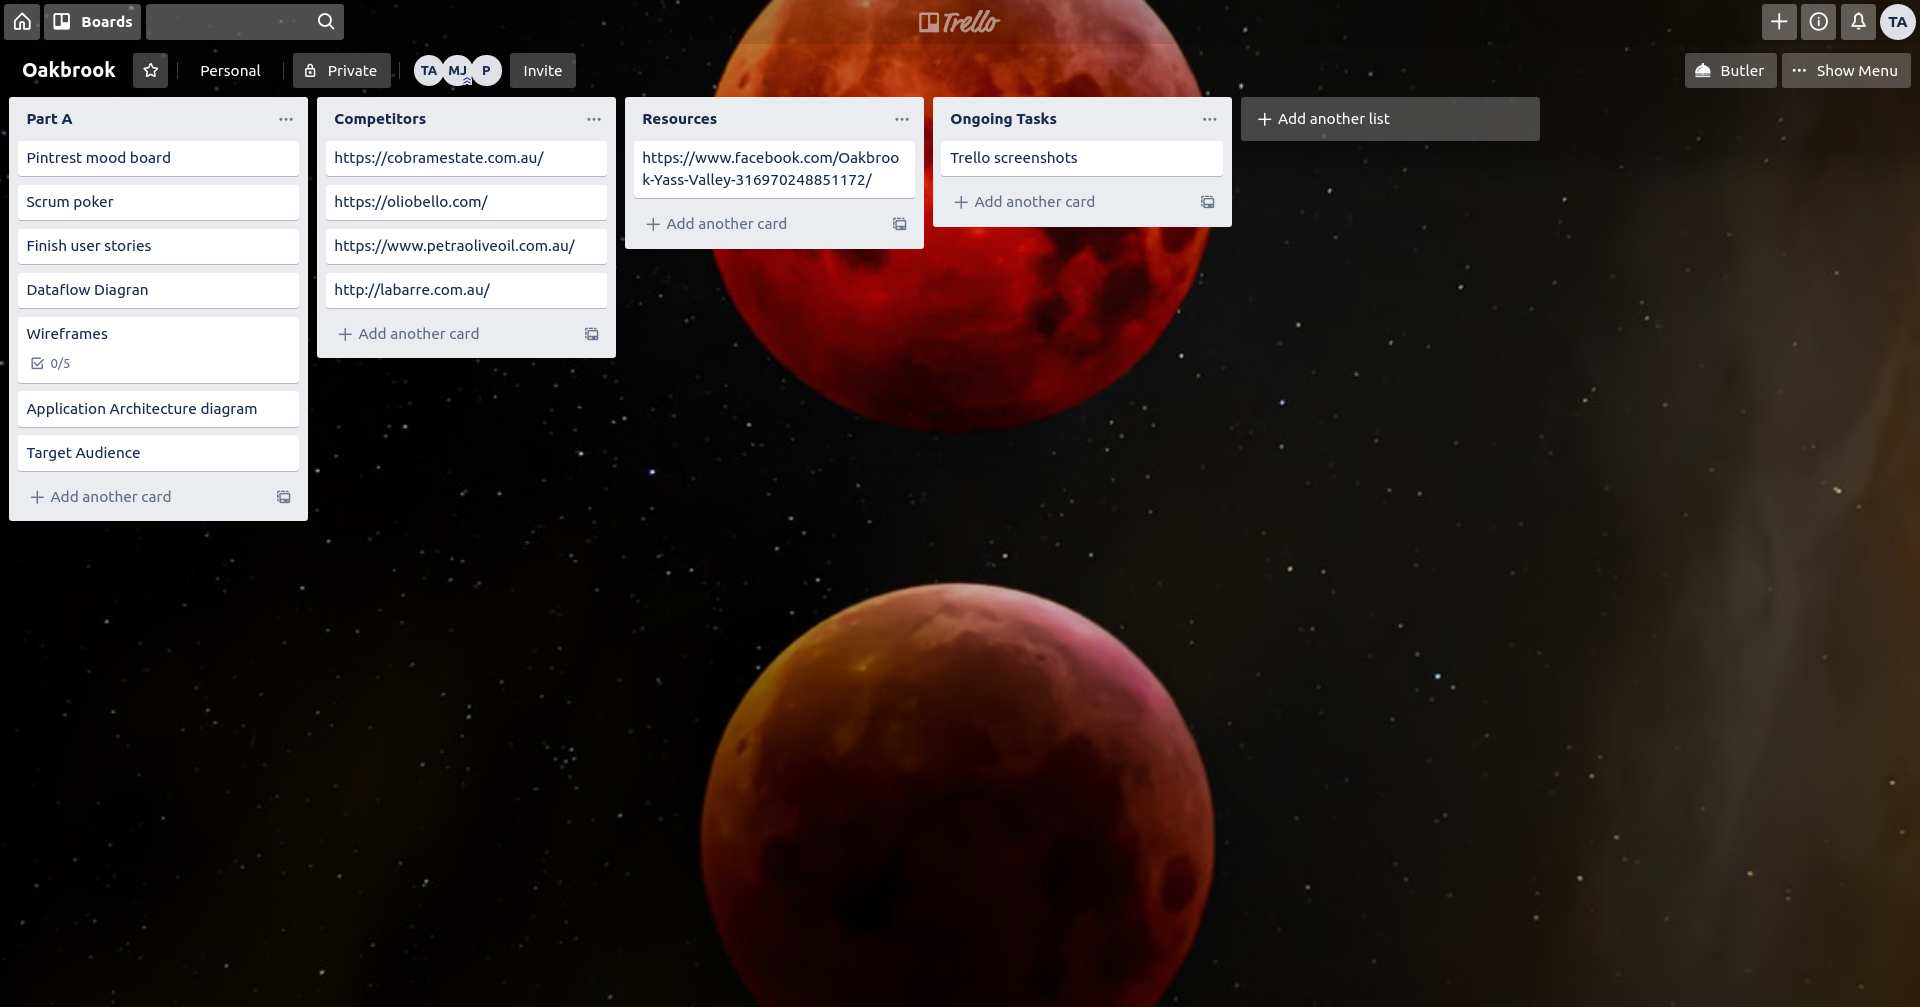 Boards
Trello
TA
Oakbrook
Personal
Private
TA MJ P
Invite
Butler
Show Menu
Part A
Pintrest mood board
Scrum poker
Finish user stories
Dataflow Diagran
Wireframes
0/5
Application Architecture diagram
Target Audience
Add another card
Competitors
https://cobramestate.com.au/
https://oliobello.com/
https://www.petraoliveoil.com.au/
http://labarre.com.au/
Add another card
Resources
https://www.facebook.com/Oakbroo
k-Yass-Valley-316970248851172/
Add another card
Ongoing Tasks
Trello screenshots
Add another card
Add another list